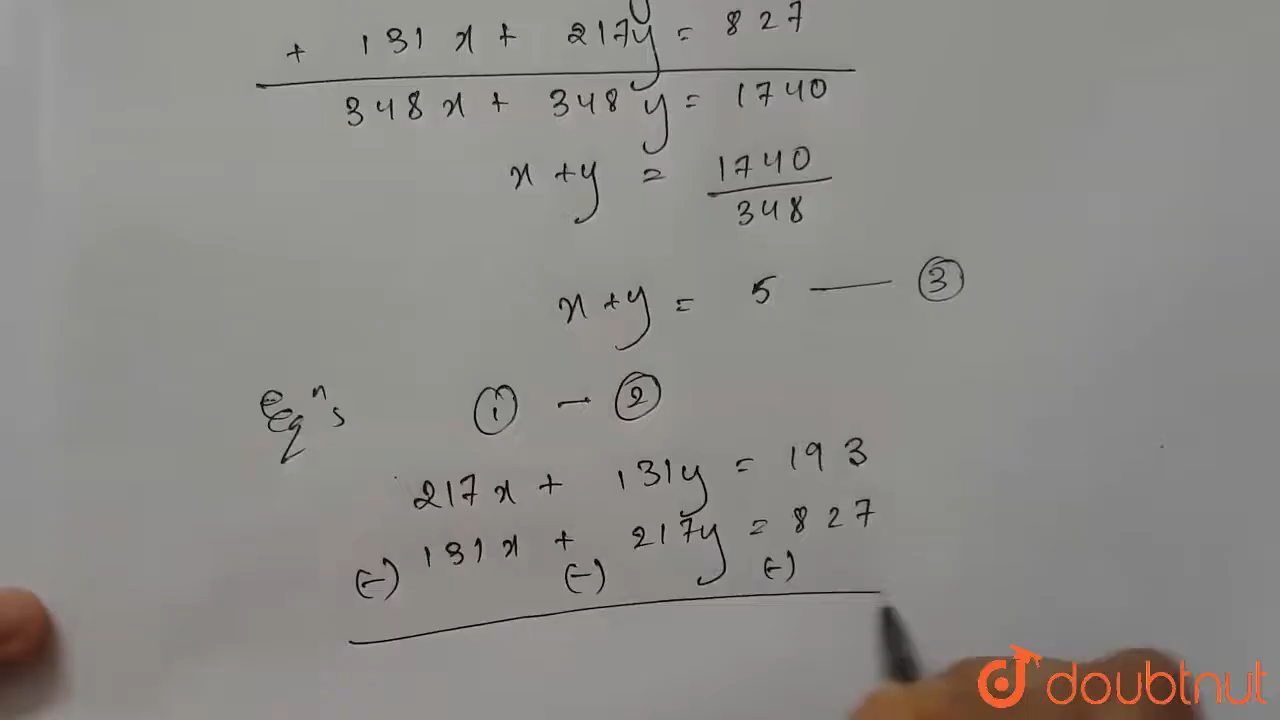 + 131x + 217y = 827
348x + 348y = 1740
x + y = 1740/348
x + y = 5 — ③
Eqⁿs ① - ②
217x + 131y = 193
131x + 217y = 827
(-) (-) (-)
doubtnut